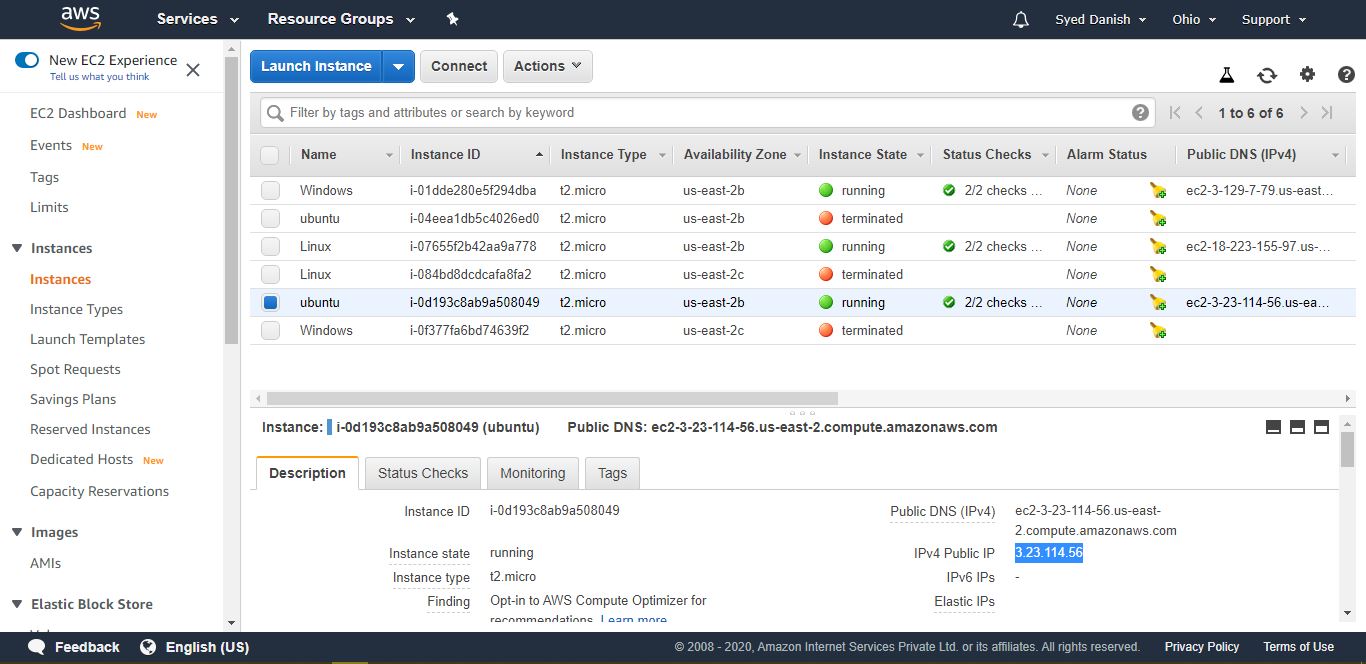 aws Services Resource Groups Syed Danish Ohio Support
New EC2 Experience
Tell us what you think
EC2 Dashboard New
Events New
Tags
Limits
Instances
Instances
Instance Types
Launch Templates
Spot Requests
Savings Plans
Reserved Instances
Dedicated Hosts New
Capacity Reservations
Images
AMIs
Elastic Block Store
Launch Instance Connect Actions
Filter by tags and attributes or search by keyword 1 to 6 of 6
Name Instance ID Instance Type Availability Zone Instance State Status Checks Alarm Status Public DNS (IPv4)
Windows i-01dde280e5f294dba t2.micro us-east-2b running 2/2 checks ... None ec2-3-129-7-79.us-east...
ubuntu i-04eea1db5c4026ed0 t2.micro us-east-2b terminated None
Linux i-07655f2b42aa9a778 t2.micro us-east-2b running 2/2 checks ... None ec2-18-223-155-97.us-...
Linux i-084bd8dcdcafa8fa2 t2.micro us-east-2c terminated None
ubuntu i-0d193c8ab9a508049 t2.micro us-east-2b running 2/2 checks ... None ec2-3-23-114-56.us-ea...
Windows i-0f377fa6bd74639f2 t2.micro us-east-2c terminated None
Instance: i-0d193c8ab9a508049 (ubuntu) Public DNS: ec2-3-23-114-56.us-east-2.compute.amazonaws.com
Description Status Checks Monitoring Tags
Instance ID i-0d193c8ab9a508049 Public DNS (IPv4) ec2-3-23-114-56.us-east-
2.compute.amazonaws.com
Instance state running IPv4 Public IP 3.23.114.56
Instance type t2.micro IPv6 IPs -
Finding Opt-in to AWS Compute Optimizer for Elastic IPs
recommendations. Learn more
Feedback English (US) © 2008 - 2020, Amazon Internet Services Private Ltd. or its affiliates. All rights reserved. Privacy Policy Terms of Use